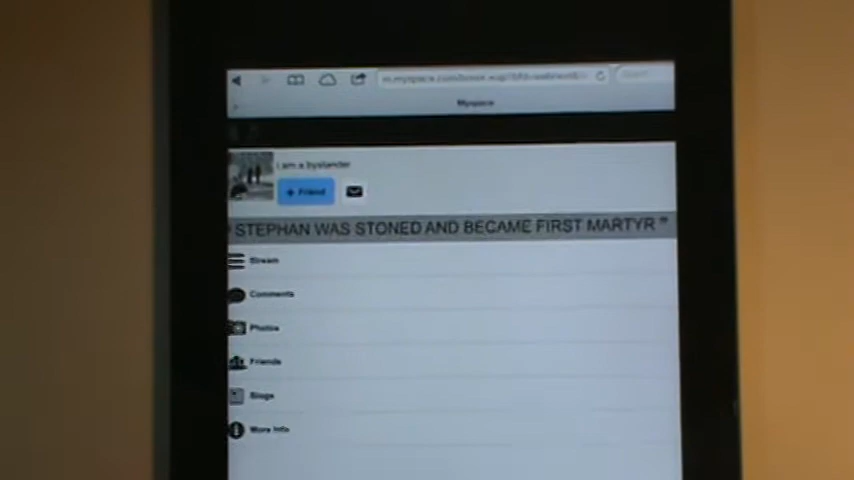 Myspace
i am a bystander
+ Friend
" STEPHAN WAS STONED AND BECAME FIRST MARTYR "
Stream
Comments
Photos
Friends
Blogs
More Info